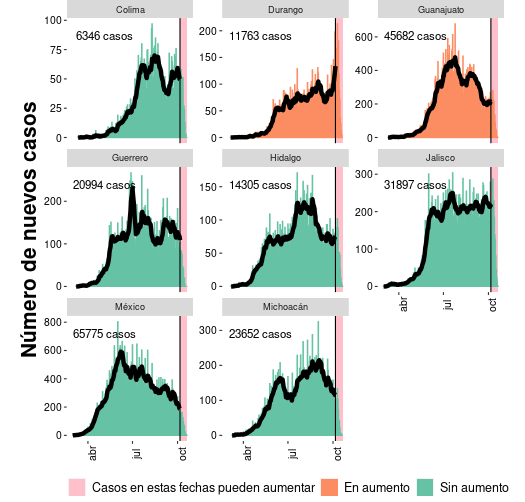 Número de nuevos casos
Colima
6346 casos
100
75
50
25
0
Durango
11763 casos
200
150
100
50
0
Guanajuato
45682 casos
600
400
200
0
Guerrero
20994 casos
200
100
0
Hidalgo
14305 casos
150
100
50
0
Jalisco
31897 casos
300
200
100
0
abr
jul
oct
México
65775 casos
800
600
400
200
0
abr
jul
oct
Michoacán
23652 casos
300
200
100
0
abr
jul
oct
Casos en estas fechas pueden aumentar En aumento Sin aumento